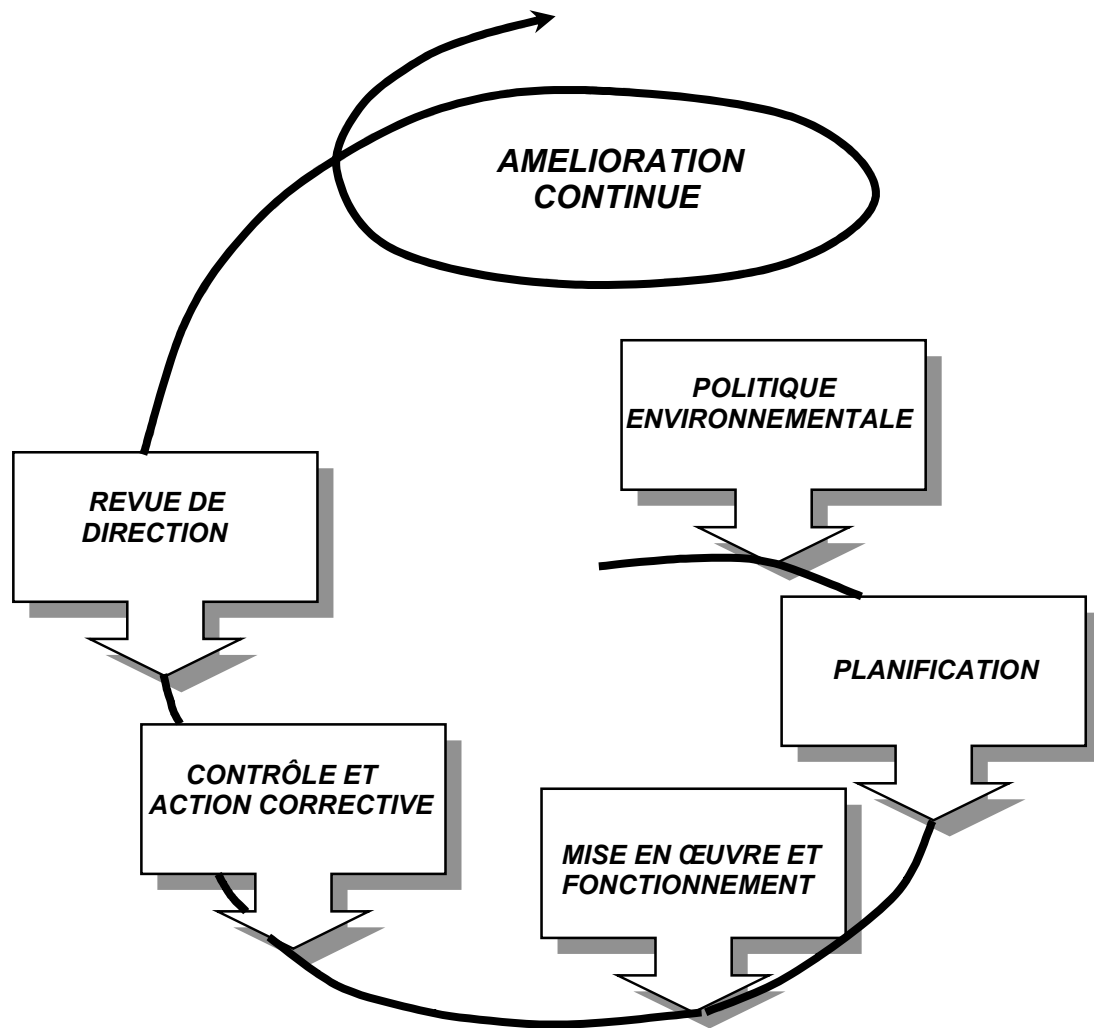 AMELIORATION
CONTINUE
POLITIQUE
ENVIRONNEMENTALE
REVUE DE
DIRECTION
PLANIFICATION
CONTRÔLE ET
ACTION CORRECTIVE
MISE EN ŒUVRE ET
FONCTIONNEMENT